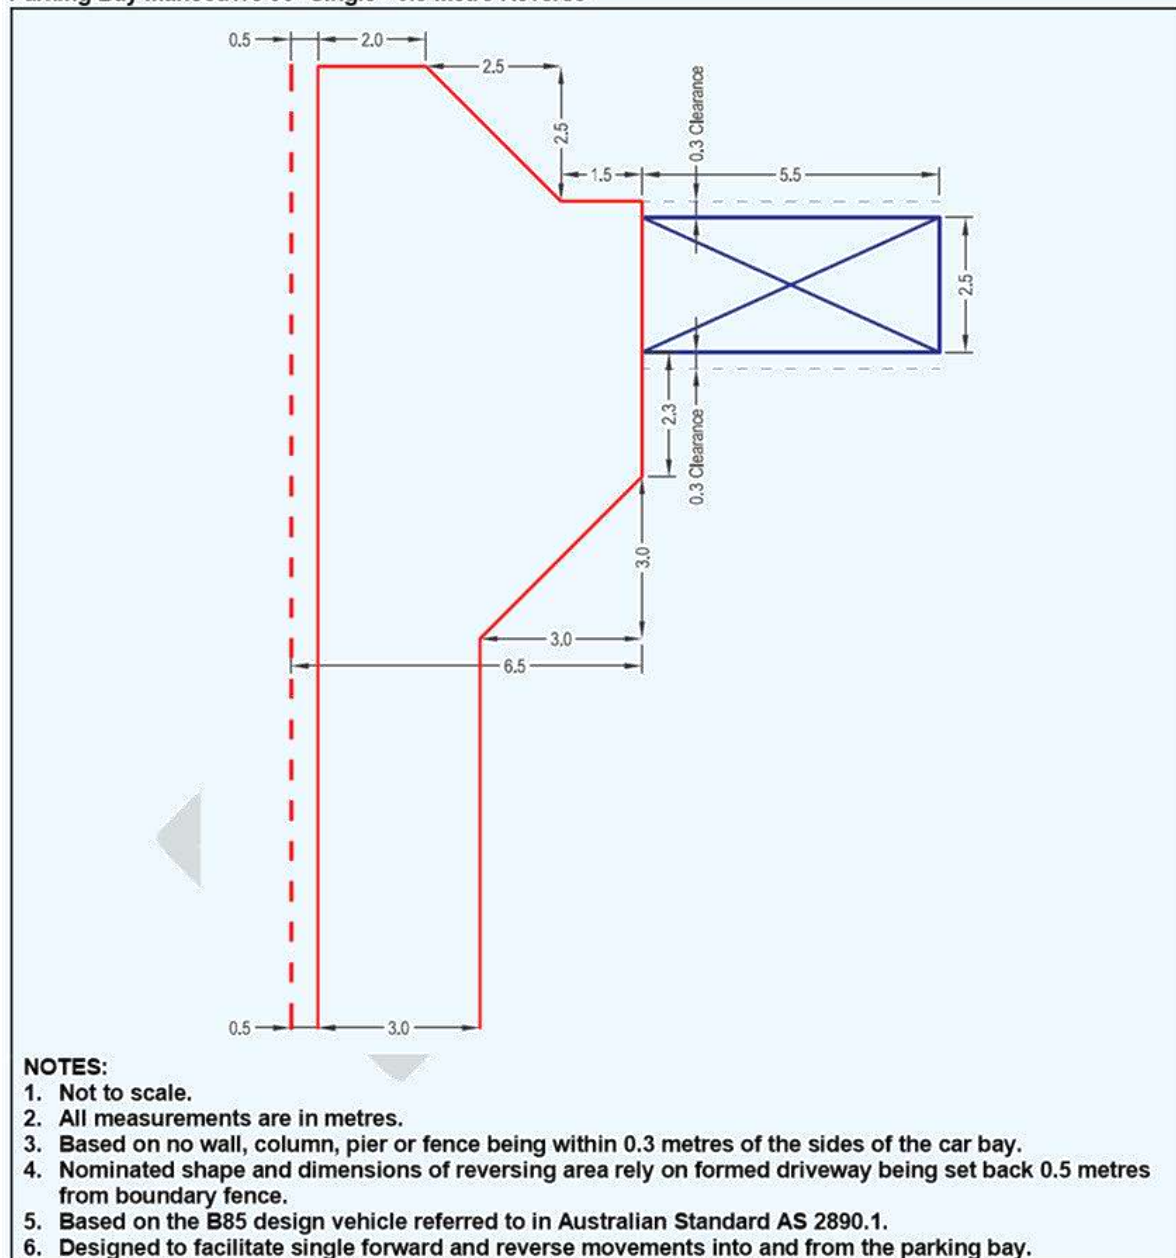 0.5
2.0
2.5
2.5
0.3 Clearance
1.5
5.5
2.5
2.3
0.3 Clearance
3.0
3.0
6.5
0.5
3.0
NOTES:
1. Not to scale.
2. All measurements are in metres.
3. Based on no wall, column, pier or fence being within 0.3 metres of the sides of the car bay.
4. Nominated shape and dimensions of reversing area rely on formed driveway being set back 0.5 metres
from boundary fence.
5. Based on the B85 design vehicle referred to in Australian Standard AS 2890.1.
6. Designed to facilitate single forward and reverse movements into and from the parking bay.